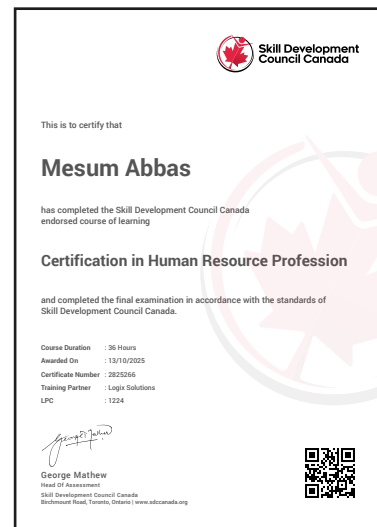 Skill Development
Council Canada
This is to certify that
Mesum Abbas
has completed the Skill Development Council Canada
endorsed course of learning
Certification in Human Resource Profession
and completed the final examination in accordance with the standards of
Skill Development Council Canada.
Course Duration : 36 Hours
Awarded On : 13/10/2025
Certificate Number : 2825266
Training Partner : Logix Solutions
LPC : 1224
George Mathew
George Mathew
Head Of Assessment
Skill Development Council Canada
Birchmount Road, Toronto, Ontario | www.sdccanada.org